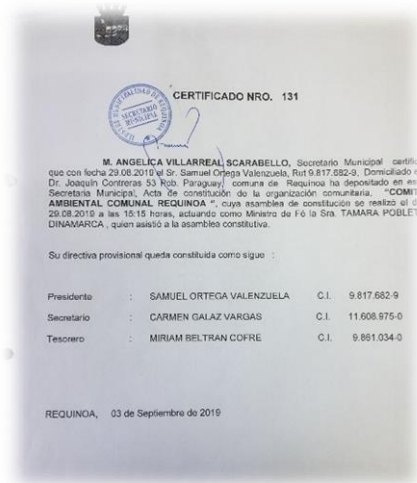 CERTIFICADO NRO. 131
SECRETARIO
MUNICIPAL
M. ANGELICA VILLARREAL SCARABELLO, Secretario Municipal certific
que con fecha 29.08.2019 el Sr. Samuel Ortega Valenzuela, Rut 9.817.682-9, Domiciliado e
Dr. Joaquín Contreras 53 Pob. Paraguay, comuna de Requinoa ha depositado en es
Secretaria Municipal, Acta de constitución de la organización comunitaria, "COMIT
AMBIENTAL COMUNAL REQUINOA ", cuya asamblea de constitución se realizó el d
29.08.2019 a las 15:15 horas, actuando como Ministro de Fé la Sra. TAMARA POBLET
DINAMARCA , quien asistió a la asamblea constitutiva.
Su directiva provisional queda constituida como sigue :
Presidente : SAMUEL ORTEGA VALENZUELA C.I. 9.817.682-9
Secretario : CARMEN GALAZ VARGAS C.I. 11.608.975-0
Tesorero : MIRIAM BELTRAN COFRE C.I. 9.861.034-0
REQUINOA, 03 de Septiembre de 2019